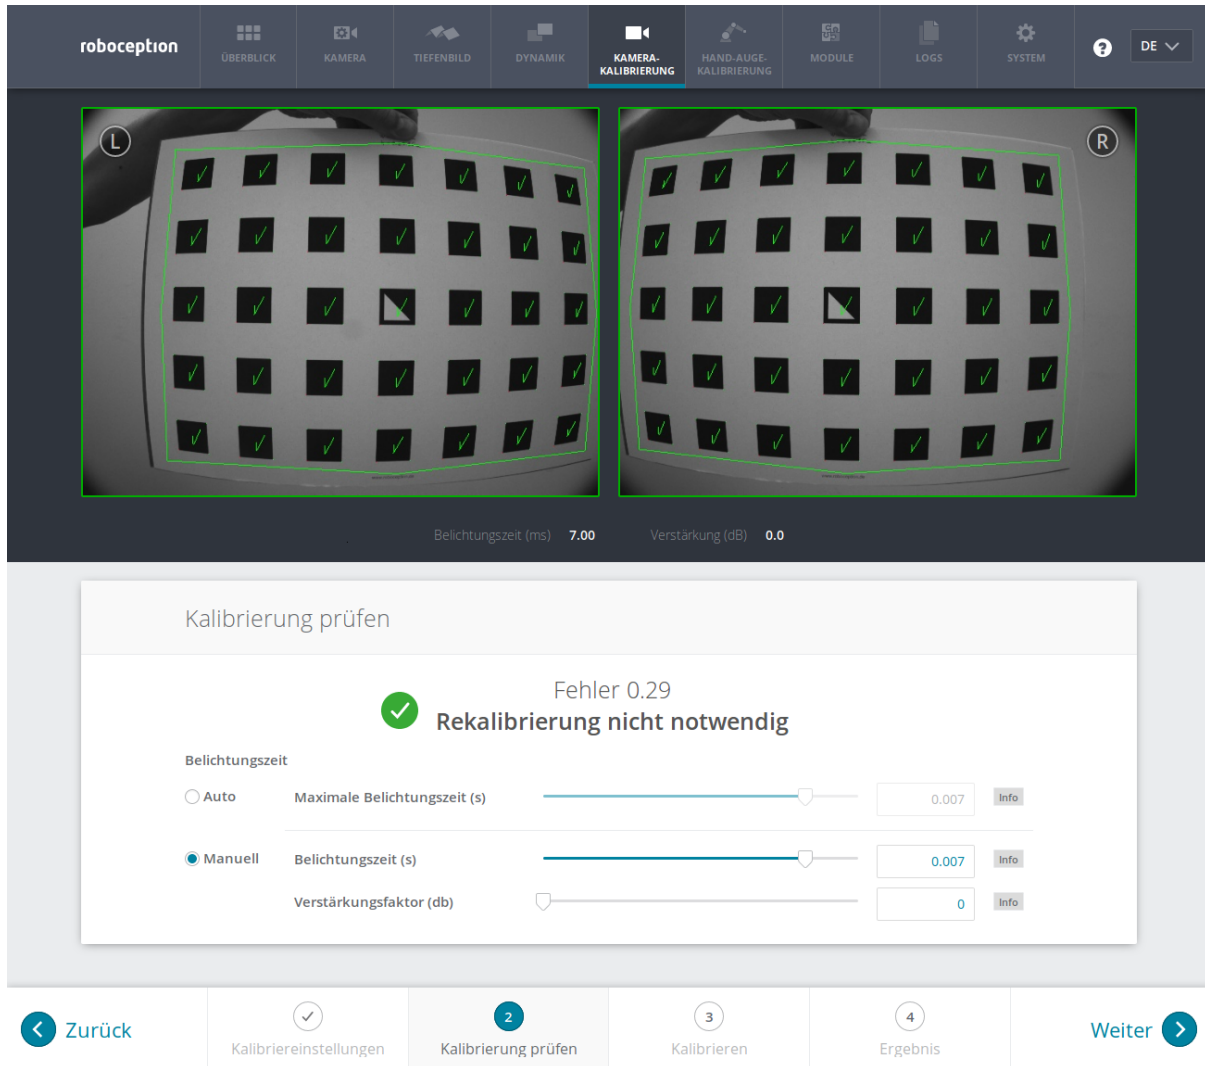 roboception
ÜBERBLICK
KAMERA
TIEFENBILD
DYNAMIK
KAMERA-
KALIBRIERUNG
HAND-AUGE-
KALIBRIERUNG
MODULE
LOGS
SYSTEM
?
DE
L
R
Belichtungszeit (ms) 7.00 Verstärkung (dB) 0.0
Kalibrierung prüfen
Fehler 0.29
Rekalibrierung nicht notwendig
Belichtungszeit
Auto Maximale Belichtungszeit (s) 0.007 Info
Manuell Belichtungszeit (s) 0.007 Info
Verstärkungsfaktor (db) 0 Info
Zurück
Kalibriereinstellungen
2
Kalibrierung prüfen
3
Kalibrieren
4
Ergebnis
Weiter